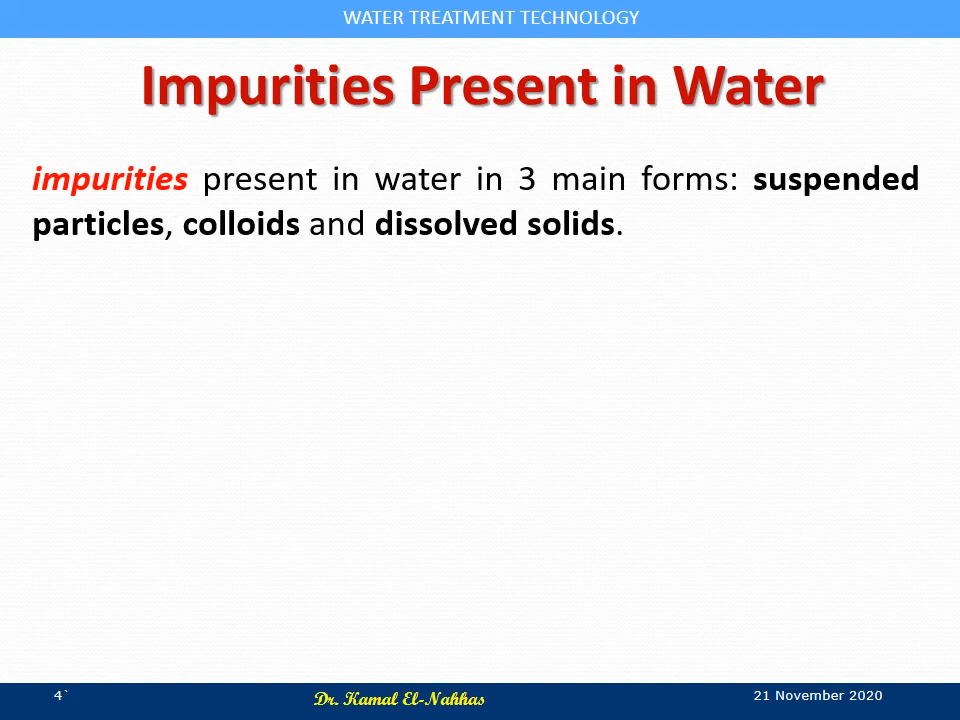 WATER TREATMENT TECHNOLOGY
Impurities Present in Water
impurities present in water in 3 main forms: suspended
particles, colloids and dissolved solids.
4`
Dr. Kamal El-Nahhas
21 November 2020